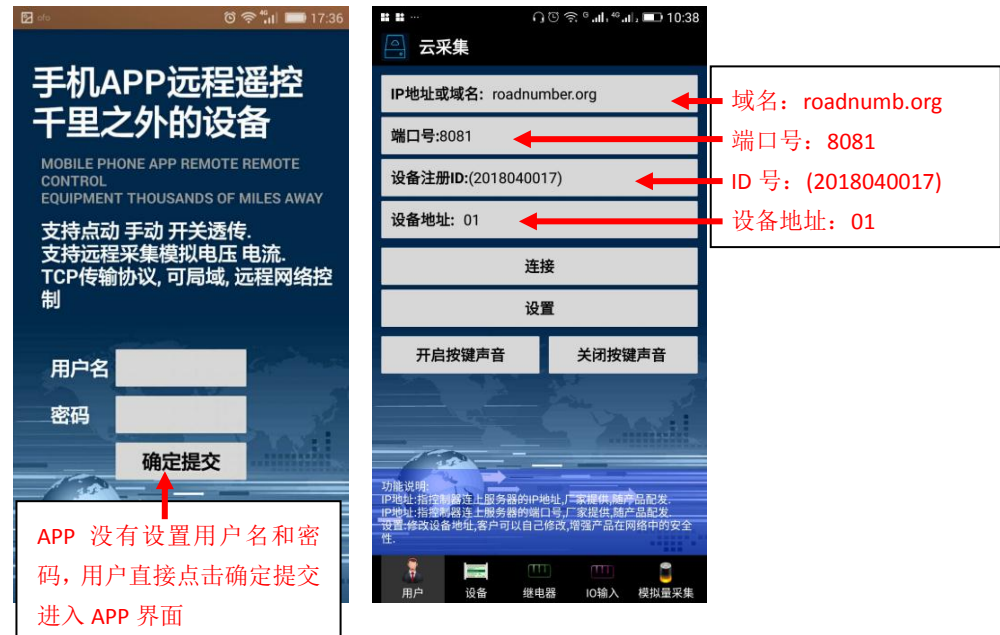 ofo
4G
17:36
手机APP远程遥控
千里之外的设备
MOBILE PHONE APP REMOTE REMOTE
CONTROL
EQUIPMENT THOUSANDS OF MILES AWAY
支持点动 手动 开关透传.
支持远程采集模拟电压 电流.
TCP传输协议, 可局域, 远程网络控
制
用户名
密码
确定提交
APP 没有设置用户名和密
码,用户直接点击确定提交
进入 APP 界面
G 4G 10:38
云采集
IP地址或域名: roadnumber.org
端口号:8081
设备注册ID:(2018040017)
设备地址: 01
连接
设置
开启按键声音 关闭按键声音
功能说明:
IP地址:指控制器连上服务器的IP地址,厂家提供,随产品配发.
IP地址:指控制器连上服务器的端口号,厂家提供,随产品配发.
设置:修改设备地址,客户可以自己修改,增强产品在网络中的安全
性.
用户 设备 继电器 IO输入 模拟量采集
域名：roadnumb.org
端口号：8081
ID 号：(2018040017)
设备地址：01